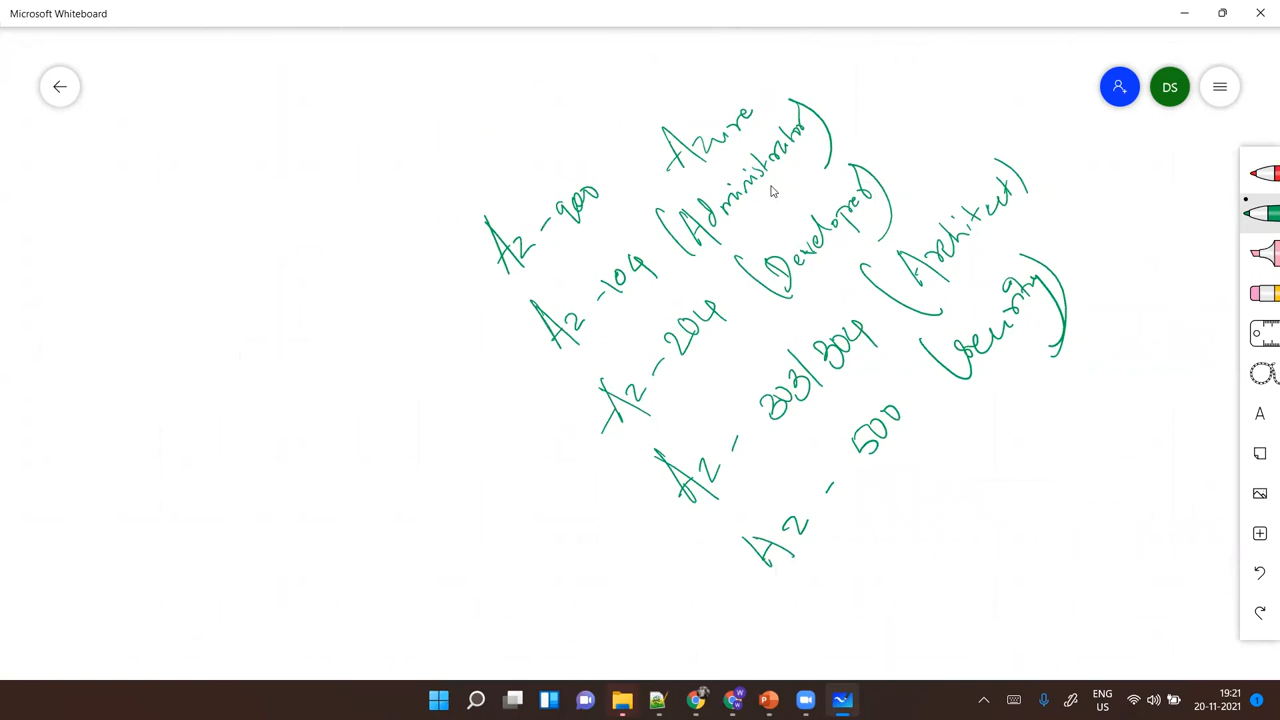 Microsoft Whiteboard
DS
Azure
AZ-900
AZ-104 (Administrator)
AZ-204 (Developer)
AZ-303/304 (Architect)
AZ-500 (Security)
A
ENG
US
19:21
20-11-2021
1